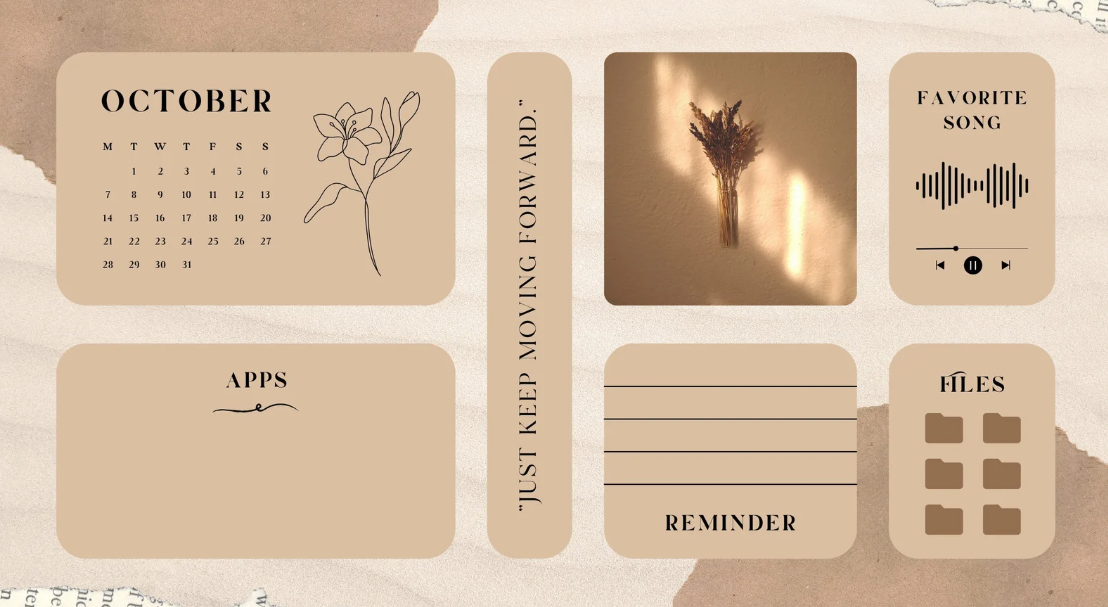 OCTOBER
M T W T F S S
1 2 3 4 5 6
7 8 9 10 11 12 13
14 15 16 17 18 19 20
21 22 23 24 25 26 27
28 29 30 31
"JUST KEEP MOVING FORWARD."
FAVORITE
SONG
APPS
REMINDER
FILES